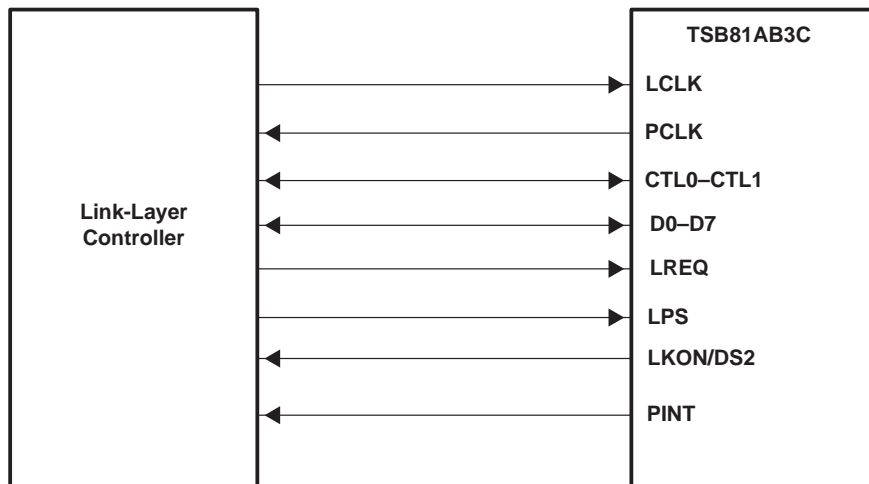 TSB81AB3C
LCLK
PCLK
CTL0–CTL1
Link-Layer
Controller
D0–D7
LREQ
LPS
LKON/DS2
PINT